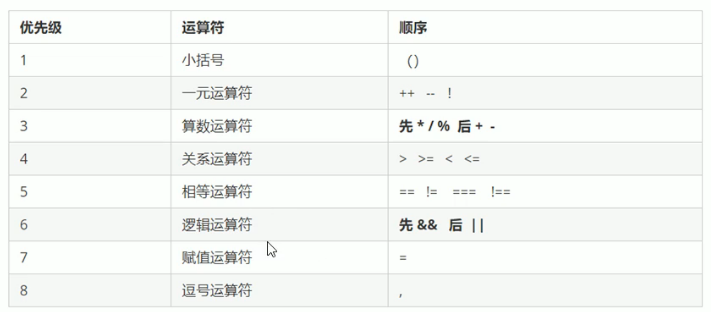 优先级 运算符 顺序
1 小括号 （）
2 一元运算符 ++ -- !
3 算数运算符 先 * / % 后 + -
4 关系运算符 > >= < <=
5 相等运算符 == != === !==
6 逻辑运算符 先 && 后 ||
7 赋值运算符 =
8 逗号运算符 ,